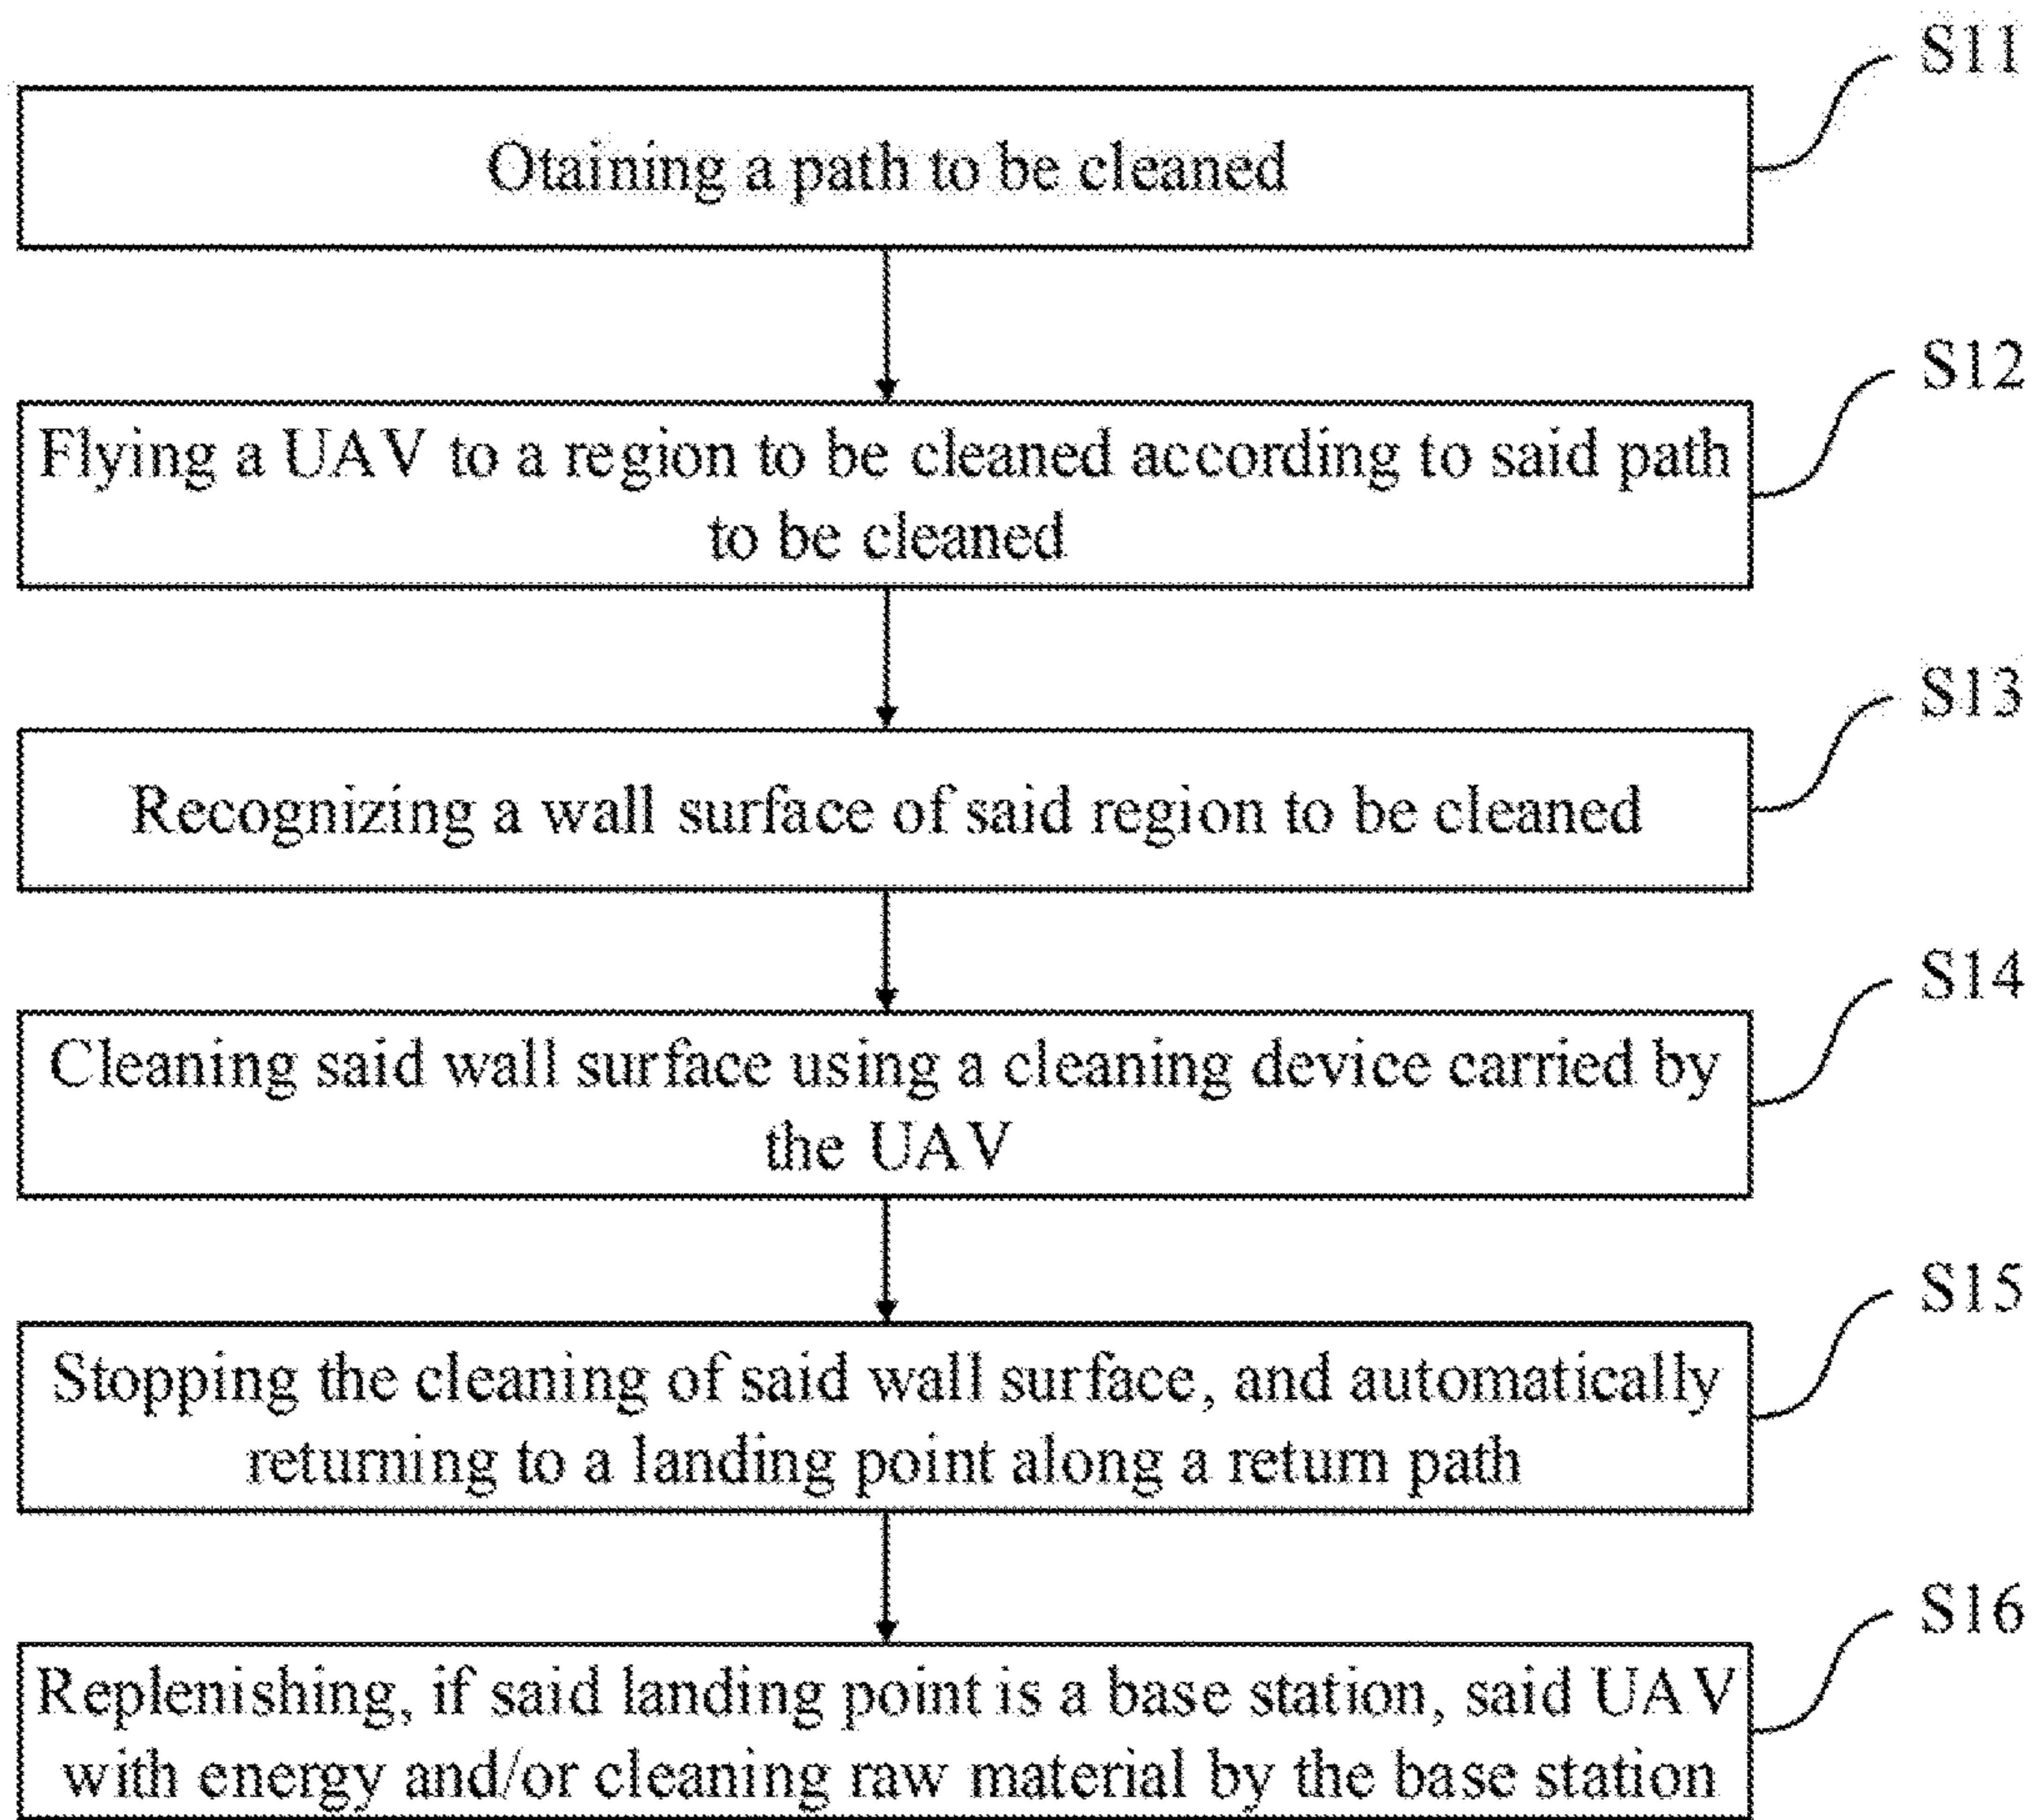 S11
Otaining a path to be cleaned
S12
Flying a UAV to a region to be cleaned according to said path
to be cleaned
S13
Recognizing a wall surface of said region to be cleaned
S14
Cleaning said wall surface using a cleaning device carried by
the UAV
S15
Stopping the cleaning of said wall surface, and automatically
returning to a landing point along a return path
S16
Replenishing, if said landing point is a base station, said UAV
with energy and/or cleaning raw material by the base station